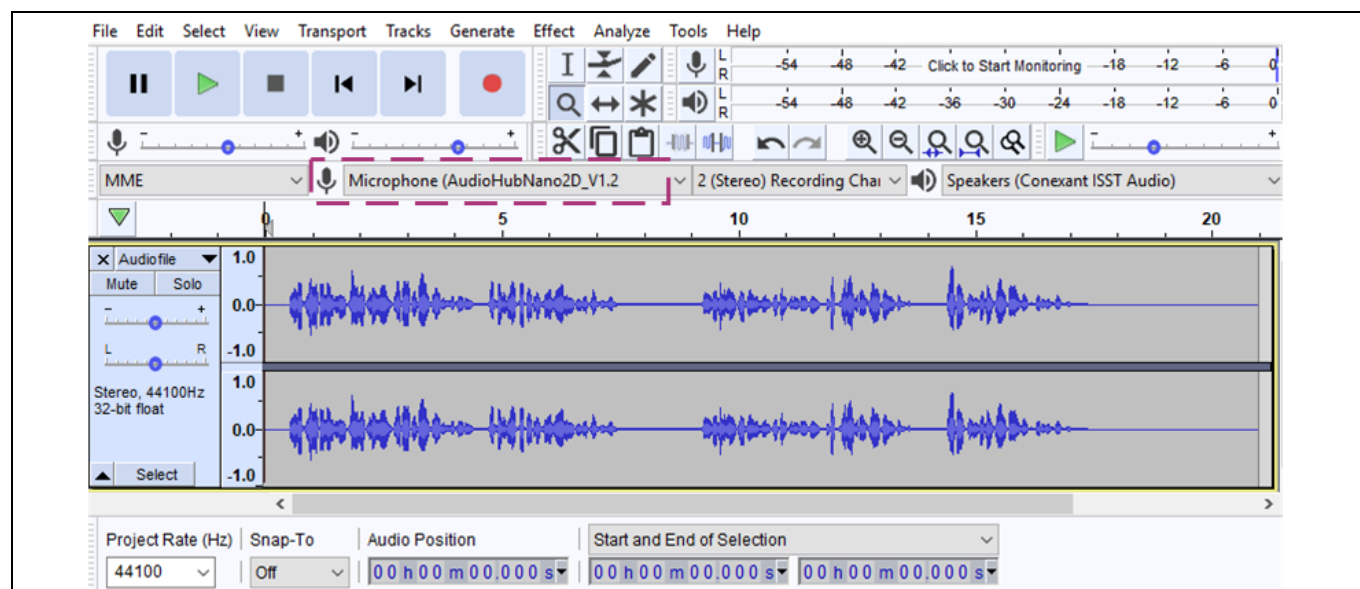 File Edit Select View Transport Tracks Generate Effect Analyze Tools Help
L R -54 -48 -42 Click to Start Monitoring -18 -12 -6 0
L R -54 -48 -42 -36 -30 -24 -18 -12 -6 0
- + - + - +
MME Microphone (AudioHubNano2D_V1.2 2 (Stereo) Recording Chai Speakers (Conexant ISST Audio)
0 5 10 15 20
X Audiofile 1.0
Mute Solo
- + 0.0
L R -1.0
Stereo, 44100Hz 1.0
32-bit float
0.0
Select -1.0
Project Rate (Hz) Snap-To Audio Position Start and End of Selection
44100 Off 00 h 00 m 00.000 s 00 h 00 m 00.000 s 00 h 00 m 00.000 s